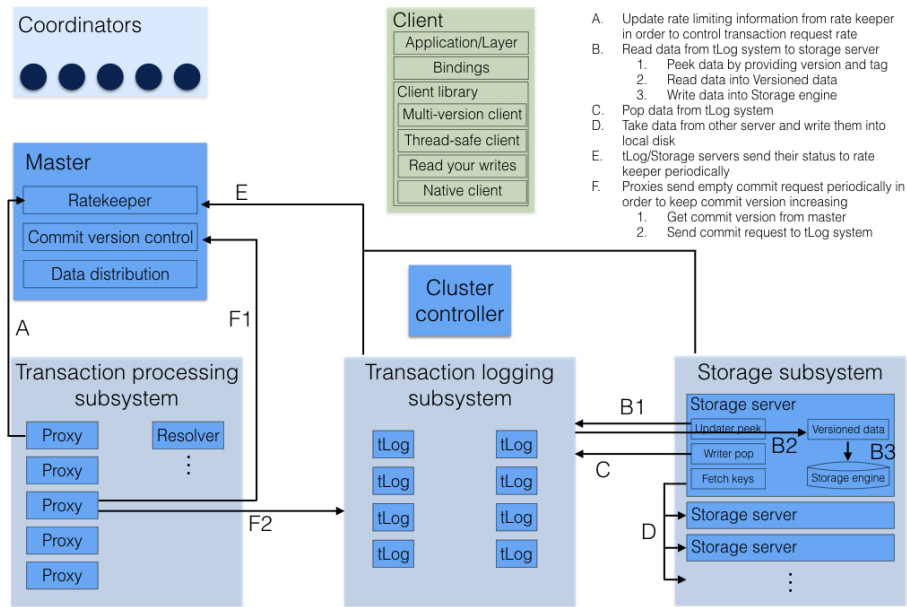 Coordinators
Client
Application/Layer
Bindings
Client library
Multi-version client
Thread-safe client
Read your writes
Native client
A. Update rate limiting information from rate keeper
in order to control transaction request rate
B. Read data from tLog system to storage server
1. Peek data by providing version and tag
2. Read data into Versioned data
3. Write data into Storage engine
C. Pop data from tLog system
D. Take data from other server and write them into
local disk
E. tLog/Storage servers send their status to rate
keeper periodically
F. Proxies send empty commit request periodically in
order to keep commit version increasing
1. Get commit version from master
2. Send commit request to tLog system
Master
Ratekeeper
Commit version control
Data distribution
E
Cluster
controller
A
F1
Transaction processing
subsystem
Proxy
Resolver
Proxy
Proxy
Proxy
Proxy
F2
Transaction logging
subsystem
tLog
tLog
tLog
tLog
tLog
tLog
tLog
tLog
B1
B2
C
Storage subsystem
Storage server
Updater peek
Versioned data
Writer pop
B3
Fetch keys
Storage engine
D
Storage server
Storage server